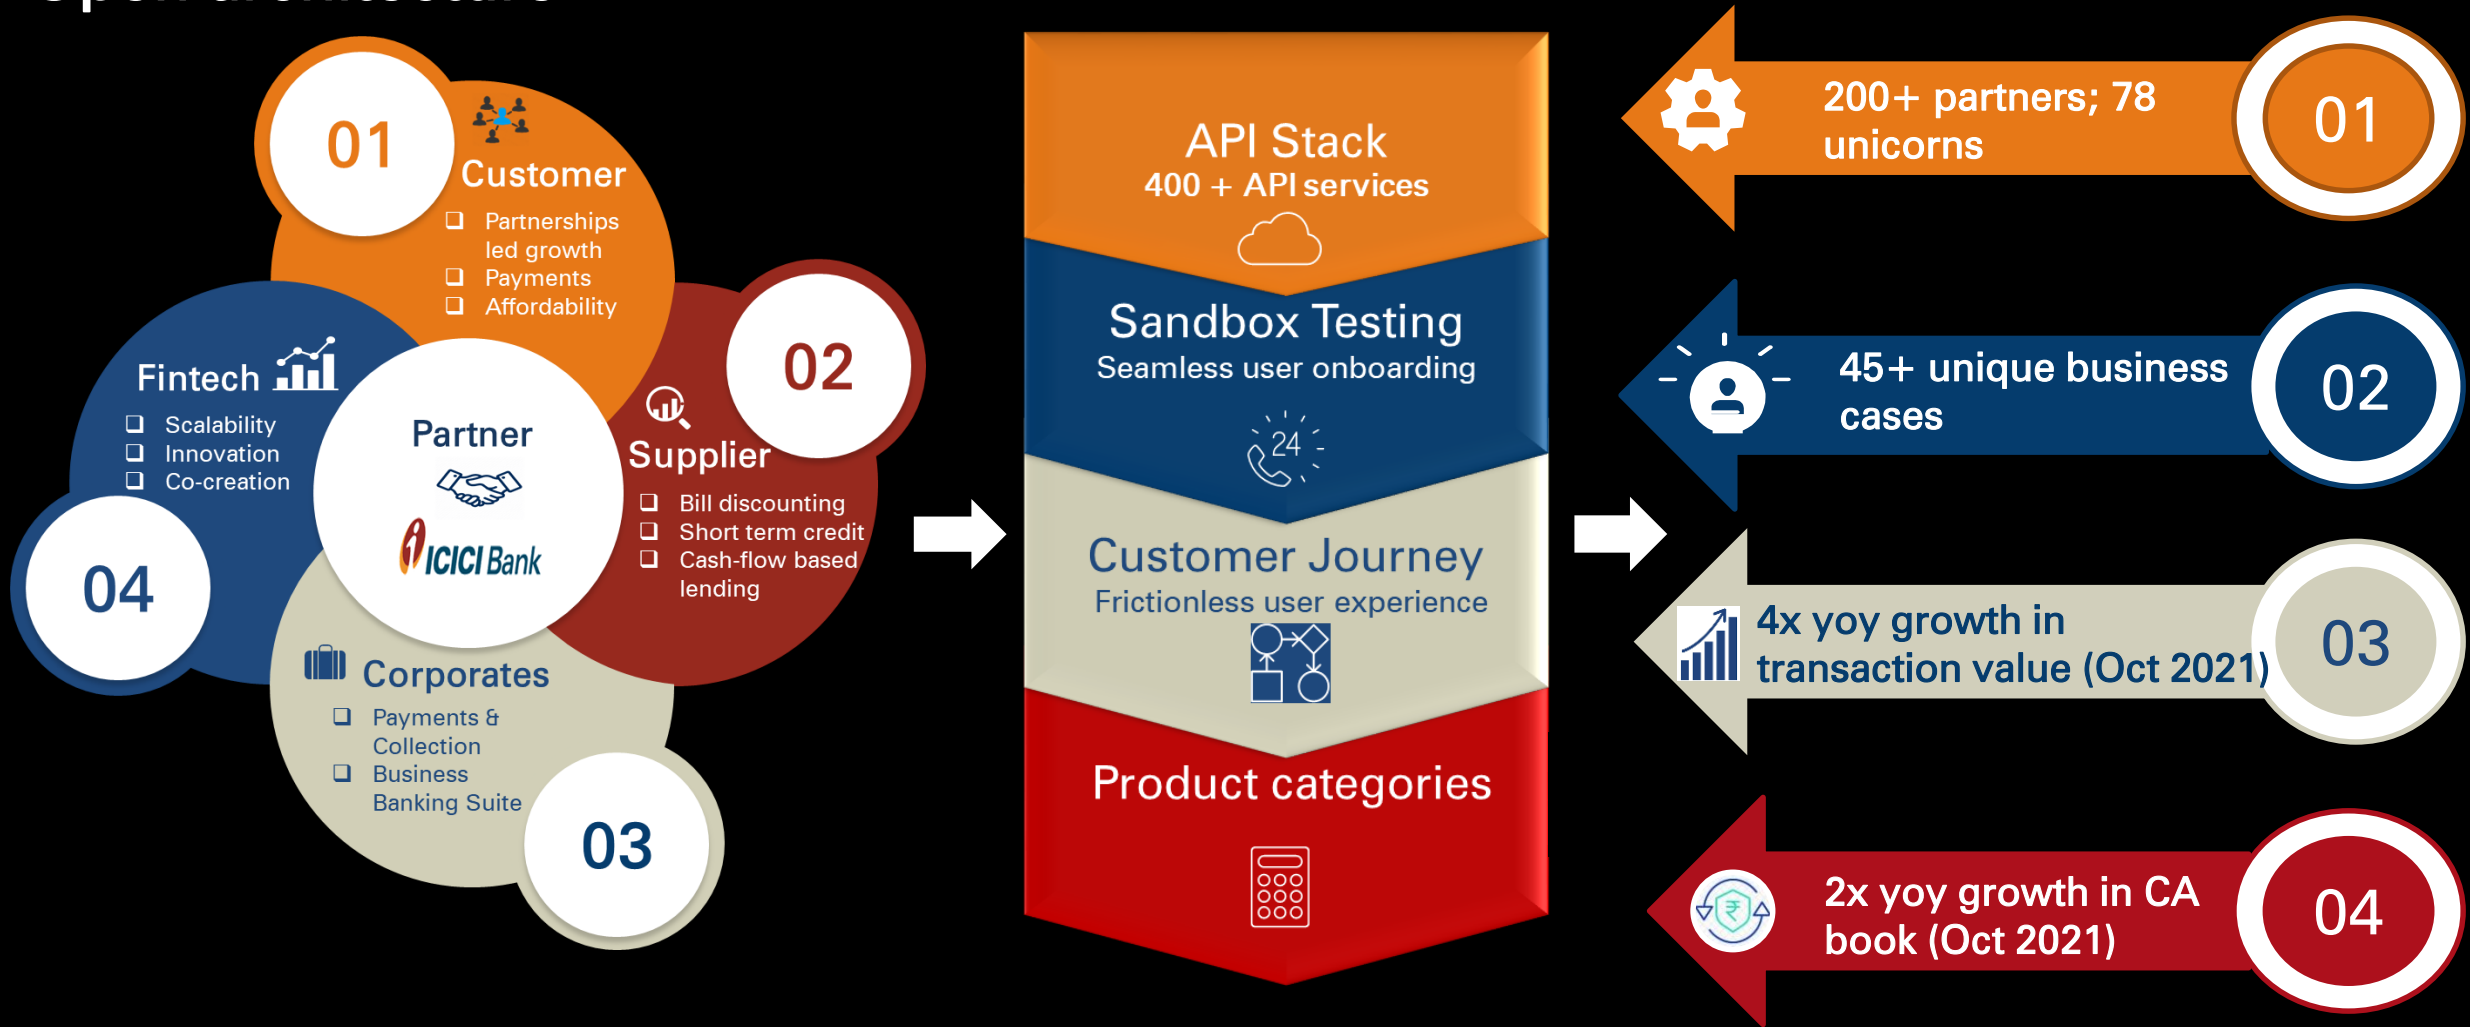 Open architecture
01
Customer
❑ Partnerships
led growth
❑ Payments
❑ Affordability
02
Supplier
❑ Bill discounting
❑ Short term credit
❑ Cash-flow based
lending
03
Corporates
❑ Payments &
Collection
❑ Business
Banking Suite
04
Fintech
❑ Scalability
❑ Innovation
❑ Co-creation
Partner
ICICI Bank
API Stack
400 + API services
Sandbox Testing
Seamless user onboarding
24
Customer Journey
Frictionless user experience
Product categories
200+ partners; 78
unicorns
01
45+ unique business
cases
02
4x yoy growth in
transaction value (Oct 2021)
03
₹
2x yoy growth in CA
book (Oct 2021)
04